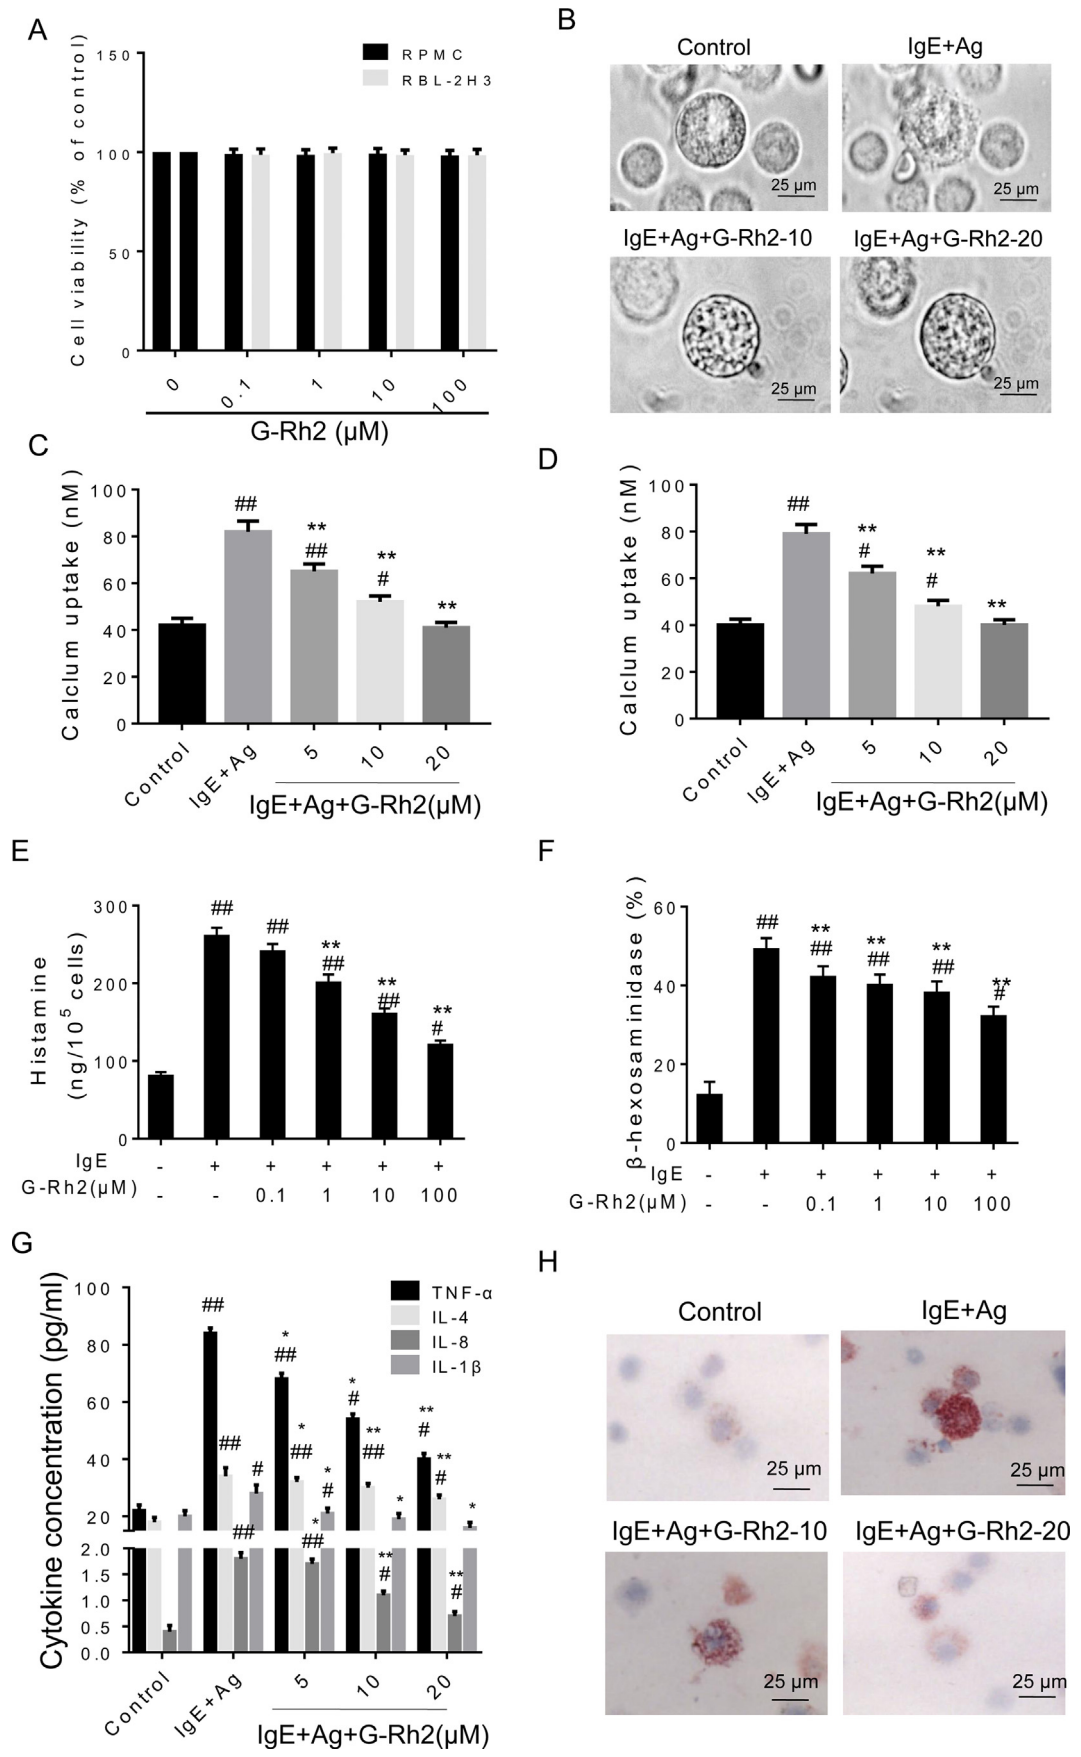 A
Cell viability (% of control)
150
100
50
0
RPMC
RBL-2H3
0
0.1
1
10
100
G-Rh2 (µM)
B
Control
IgE+Ag
25 µm
25 µm
IgE+Ag+G-Rh2-10
IgE+Ag+G-Rh2-20
25 µm
25 µm
C
Calclum uptake (nM)
100
80
60
40
20
0
##
**
##
**
#
**
Control
IgE+Ag
5
10
20
IgE+Ag+G-Rh2(µM)
D
Calclum uptake (nM)
100
80
60
40
20
0
##
**
#
**
#
**
Control
IgE+Ag
5
10
20
IgE+Ag+G-Rh2(µM)
E
Histamine
(ng/10⁵ cells)
300
200
100
0
##
##
**
##
**
##
**
#
IgE - + + + + +
G-Rh2(µM) - - 0.1 1 10 100
F
β-hexosaminidase (%)
60
40
20
0
##
**
##
**
##
**
##
**
#
IgE - + + + + +
G-Rh2(µM) - - 0.1 1 10 100
G
Cytokine concentration (pg/ml)
100
80
60
40
20
2.0
1.5
1.0
0.5
0.0
TNF-α
IL-4
IL-8
IL-1β
##
##
##
#
*
##
*
##
*
##
*
#
*
#
**
##
**
#
*
**
#
**
#
**
#
*
Control
IgE+Ag
5
10
20
IgE+Ag+G-Rh2(µM)
H
Control
IgE+Ag
25 µm
25 µm
IgE+Ag+G-Rh2-10
IgE+Ag+G-Rh2-20
25 µm
25 µm